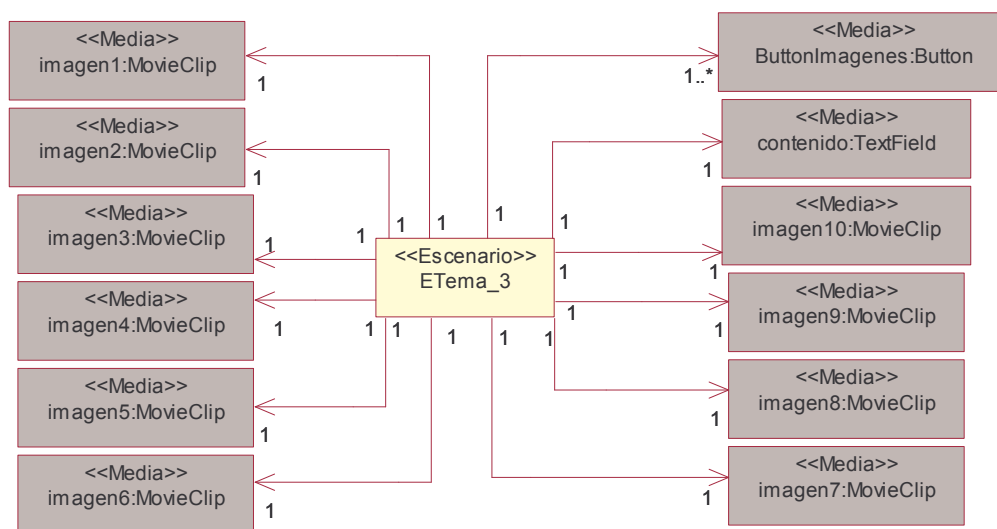 <<Media>>
imagen1:MovieClip
1
<<Media>>
imagen2:MovieClip
1
<<Media>>
imagen3:MovieClip
1
<<Media>>
imagen4:MovieClip
1
<<Media>>
imagen5:MovieClip
1
<<Media>>
imagen6:MovieClip
1
1
1
1
1
1
1
<<Escenario>>
ETema_3
1
1
1
1
1
1
<<Media>>
ButtonImagenes:Button
1..*
<<Media>>
contenido:TextField
1
<<Media>>
imagen10:MovieClip
1
<<Media>>
imagen9:MovieClip
1
<<Media>>
imagen8:MovieClip
1
<<Media>>
imagen7:MovieClip
1